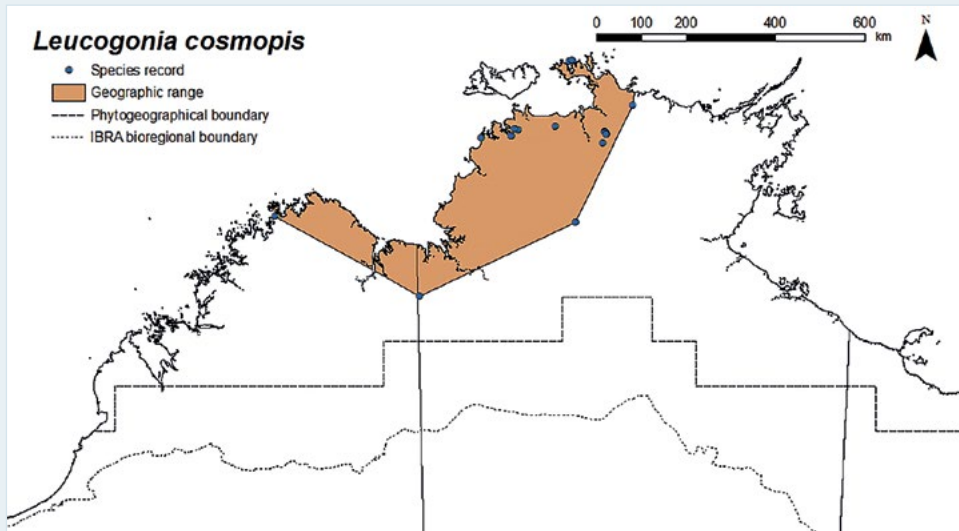 Leucogonia cosmopis
Species record
Geographic range
Phytogeographical boundary
IBRA bioregional boundary
0 100 200 400 600
km
N